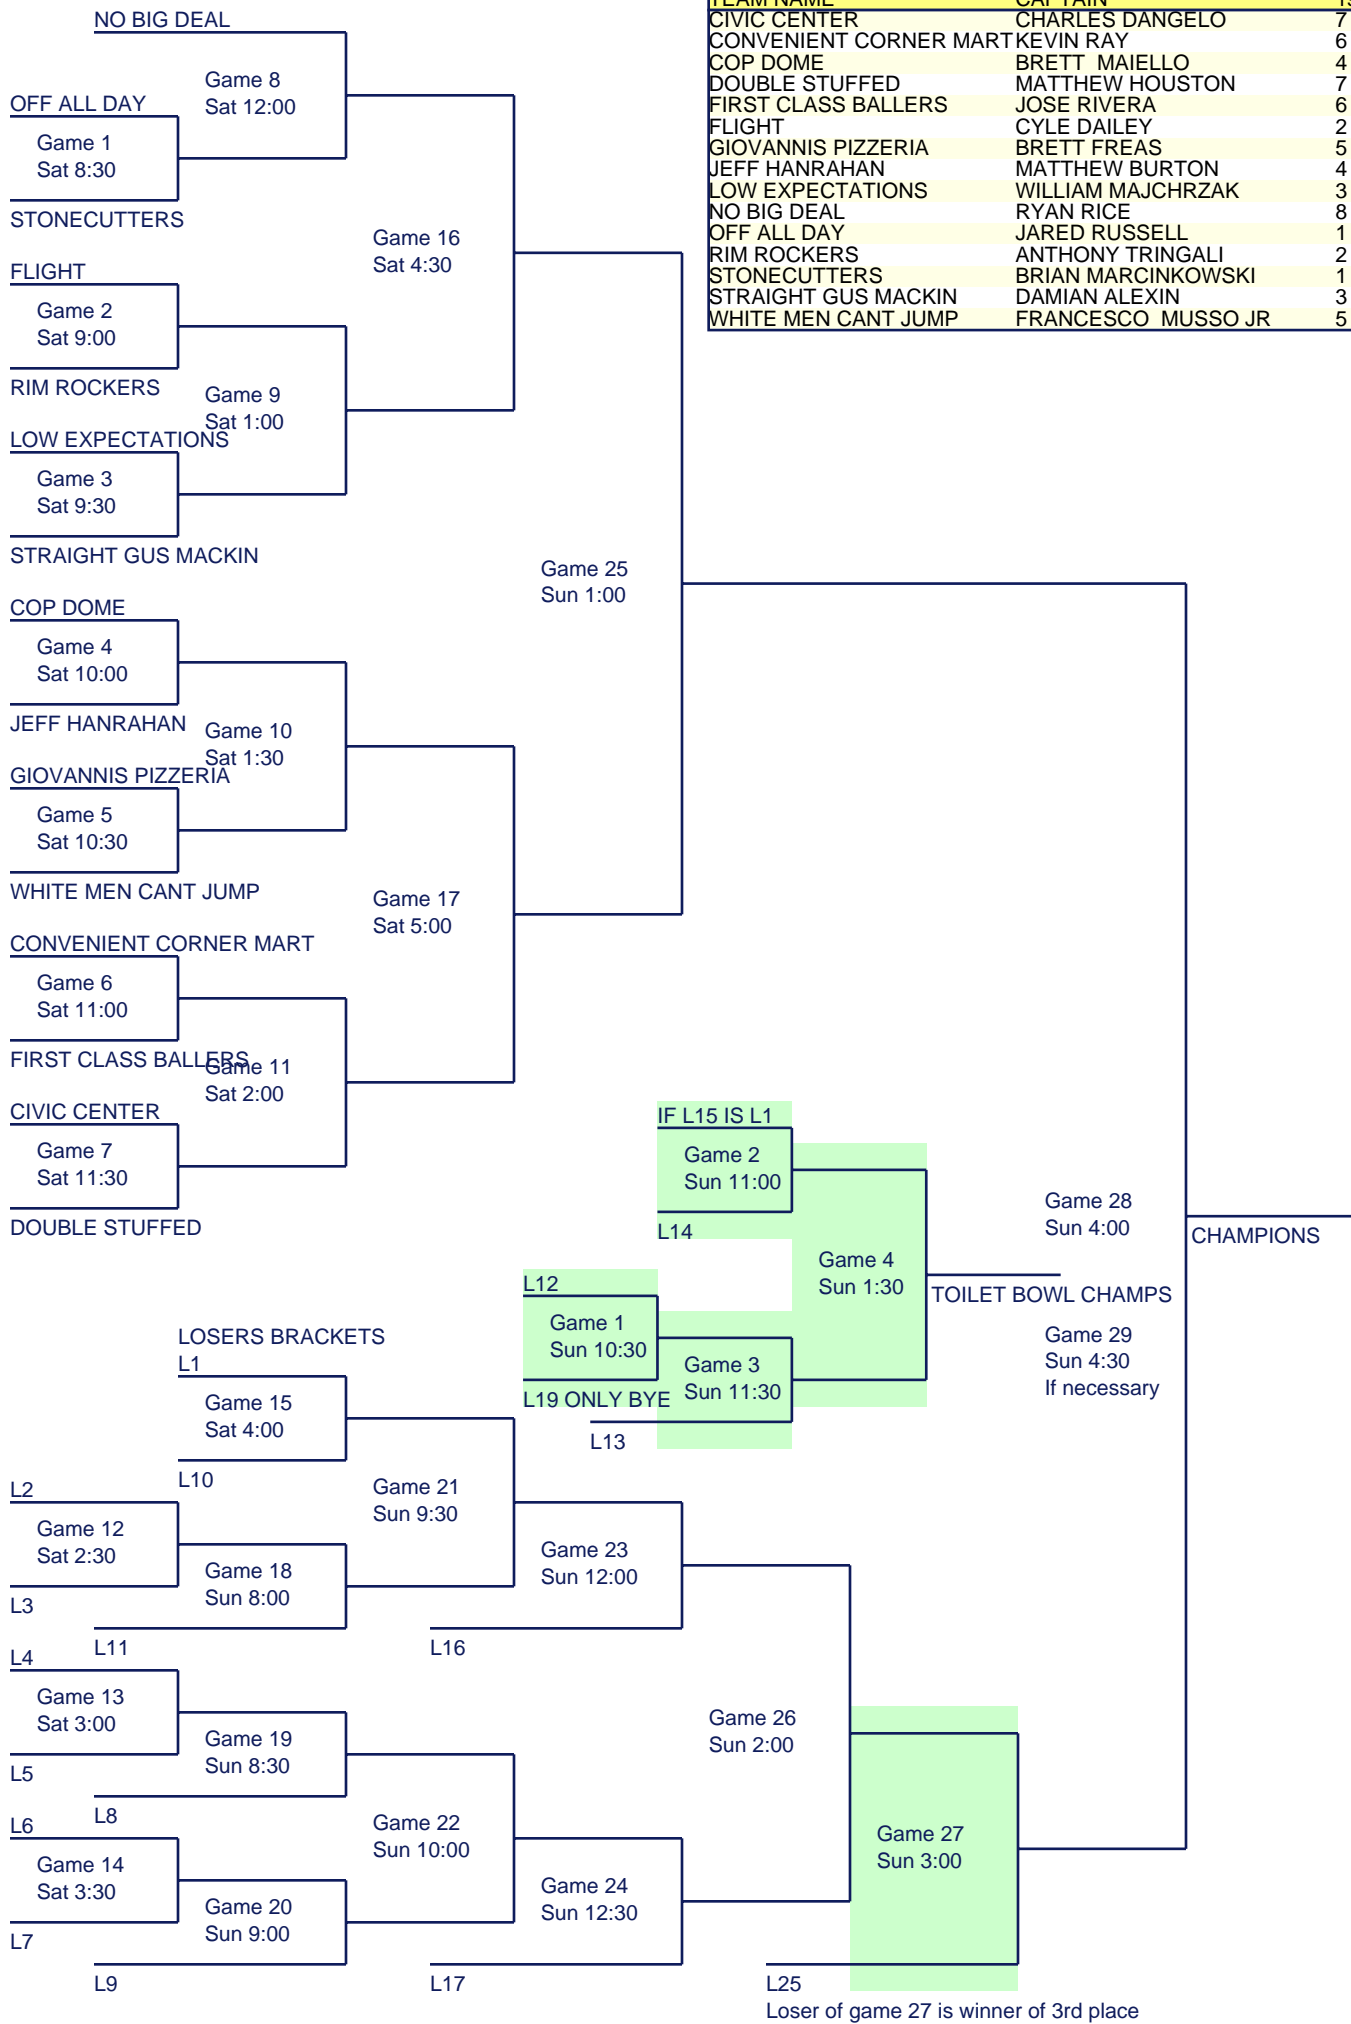 TEAM NAME CAPTAIN
CIVIC CENTER CHARLES DANGELO 7
CONVENIENT CORNER MART KEVIN RAY 6
COP DOME BRETT MAIELLO 4
DOUBLE STUFFED MATTHEW HOUSTON 7
FIRST CLASS BALLERS JOSE RIVERA 6
FLIGHT CYLE DAILEY 2
GIOVANNIS PIZZERIA BRETT FREAS 5
JEFF HANRAHAN MATTHEW BURTON 4
LOW EXPECTATIONS WILLIAM MAJCHRZAK 3
NO BIG DEAL RYAN RICE 8
OFF ALL DAY JARED RUSSELL 1
RIM ROCKERS ANTHONY TRINGALI 2
STONECUTTERS BRIAN MARCINKOWSKI 1
STRAIGHT GUS MACKIN DAMIAN ALEXIN 3
WHITE MEN CANT JUMP FRANCESCO MUSSO JR 5
NO BIG DEAL
Game 8
Sat 12:00
OFF ALL DAY
Game 1
Sat 8:30
STONECUTTERS
Game 16
Sat 4:30
FLIGHT
Game 2
Sat 9:00
RIM ROCKERS
Game 9
Sat 1:00
LOW EXPECTATIONS
Game 3
Sat 9:30
STRAIGHT GUS MACKIN
Game 25
Sun 1:00
COP DOME
Game 4
Sat 10:00
JEFF HANRAHAN
Game 10
Sat 1:30
GIOVANNIS PIZZERIA
Game 5
Sat 10:30
WHITE MEN CANT JUMP
Game 17
Sat 5:00
CONVENIENT CORNER MART
Game 6
Sat 11:00
FIRST CLASS BALLERS
Game 11
Sat 2:00
CIVIC CENTER
Game 7
Sat 11:30
DOUBLE STUFFED
IF L15 IS L1
Game 2
Sun 11:00
L14
Game 28
Sun 4:00
CHAMPIONS
Game 4
Sun 1:30
TOILET BOWL CHAMPS
L12
Game 1
Sun 10:30
L19 ONLY BYE
Game 3
Sun 11:30
L13
Game 29
Sun 4:30
If necessary
LOSERS BRACKETS
L1
Game 15
Sat 4:00
L10
Game 21
Sun 9:30
L2
Game 12
Sat 2:30
L3
Game 18
Sun 8:00
L11
Game 23
Sun 12:00
L16
L4
Game 13
Sat 3:00
L5
Game 19
Sun 8:30
L8
Game 26
Sun 2:00
L6
Game 14
Sat 3:30
L7
Game 22
Sun 10:00
Game 20
Sun 9:00
L9
Game 24
Sun 12:30
L17
Game 27
Sun 3:00
L25
Loser of game 27 is winner of 3rd place